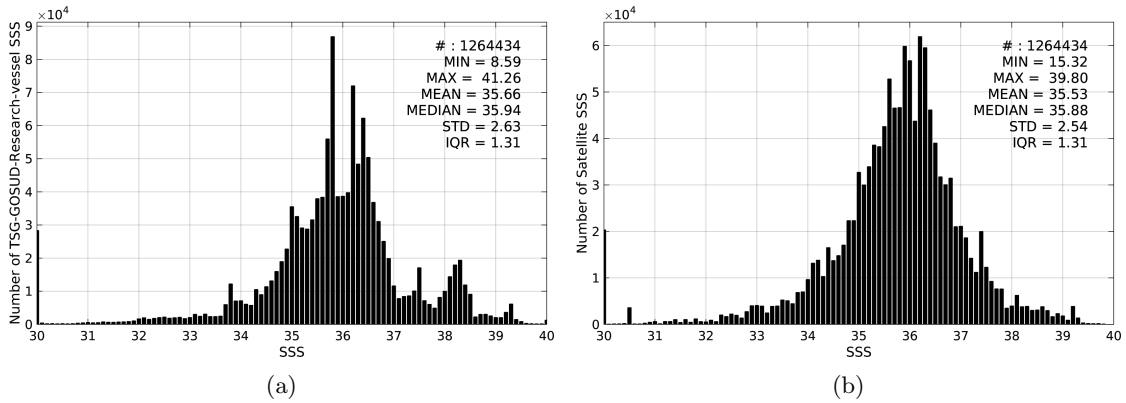 ×10⁴
9
8
7
6
5
4
3
2
1
0
Number of TSG-GOSUD-Research-vessel SSS
# : 1264434
MIN = 8.59
MAX = 41.26
MEAN = 35.66
MEDIAN = 35.94
STD = 2.63
IQR = 1.31
30 31 32 33 34 35 36 37 38 39 40
SSS
(a)
×10⁴
6
5
4
3
2
1
0
Number of Satellite SSS
# : 1264434
MIN = 15.32
MAX = 39.80
MEAN = 35.53
MEDIAN = 35.88
STD = 2.54
IQR = 1.31
30 31 32 33 34 35 36 37 38 39 40
SSS
(b)